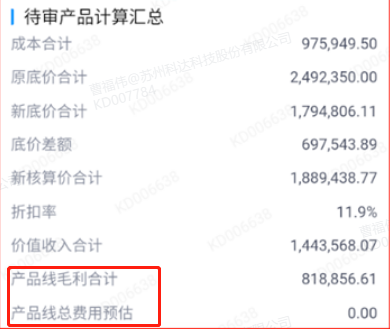 待审产品计算汇总
成本合计 975,949.50
原底价合计 2,492,350.00
新底价合计 1,794,806.11
底价差额 697,543.89
新核算价合计 1,889,438.77
折扣率 11.9%
价值收入合计 1,443,568.07
产品线毛利合计 818,856.61
产品线总费用预估 0.00